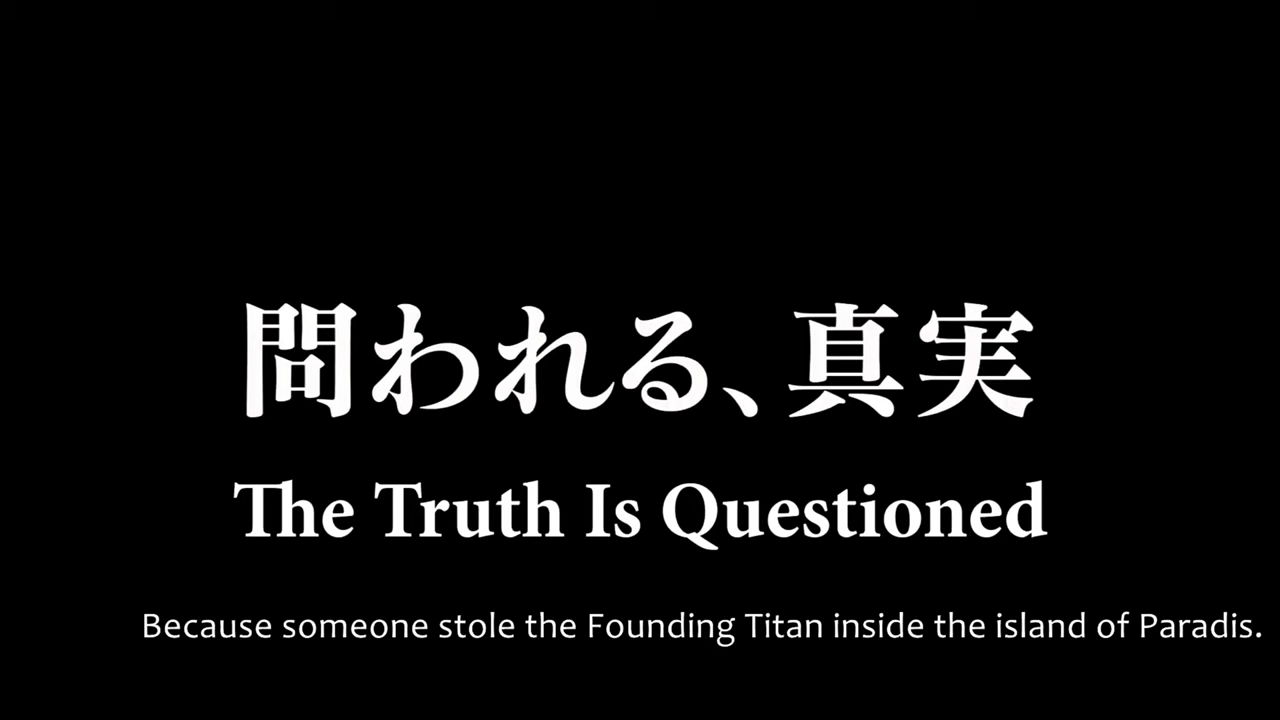 問われる、真実
The Truth Is Questioned
Because someone stole the Founding Titan inside the island of Paradis.